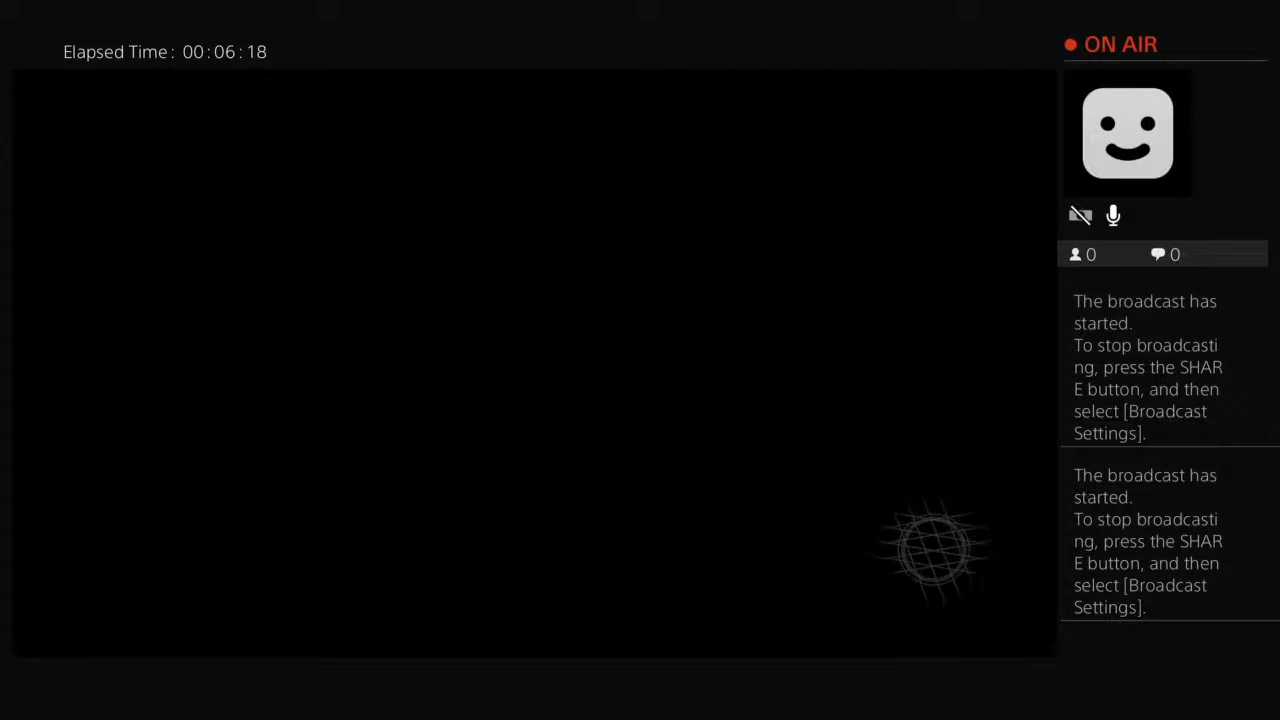 Elapsed Time: 00:06:18
ON AIR
0 0
The broadcast has
started.
To stop broadcasti
ng, press the SHAR
E button, and then
select [Broadcast
Settings].
The broadcast has
started.
To stop broadcasti
ng, press the SHAR
E button, and then
select [Broadcast
Settings].